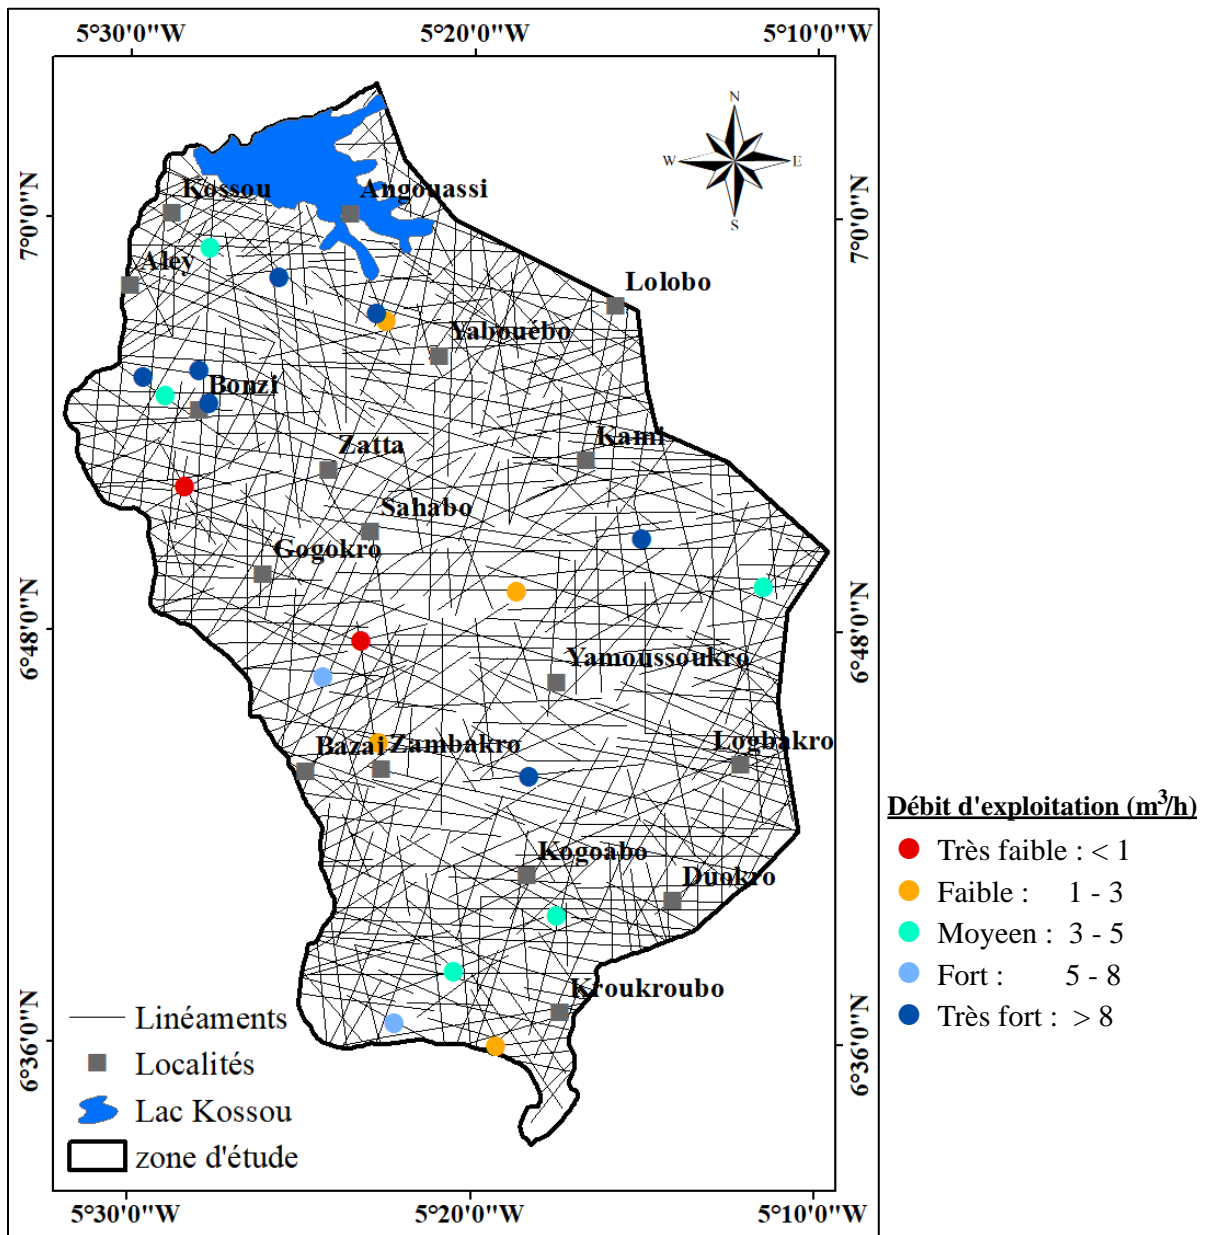 5°30'0"W
5°20'0"W
5°10'0"W
N
W
E
S
7°0'0"N
7°0'0"N
Kossou
Angouassi
Aley
Lolobo
Yabouébo
Bonzi
Zatta
Kami
Sahabo
Gogokro
6°48'0"N
6°48'0"N
Yamoussoukro
Bazai
Zambakro
Logbakro
Kogoabo
Duokro
Kroukroubo
6°36'0"N
6°36'0"N
Linéaments
Localités
Lac Kossou
zone d'étude
5°30'0"W
5°20'0"W
5°10'0"W
Débit d'exploitation (m³/h)
Très faible : < 1
Faible : 1 - 3
Moyeen : 3 - 5
Fort : 5 - 8
Très fort : > 8